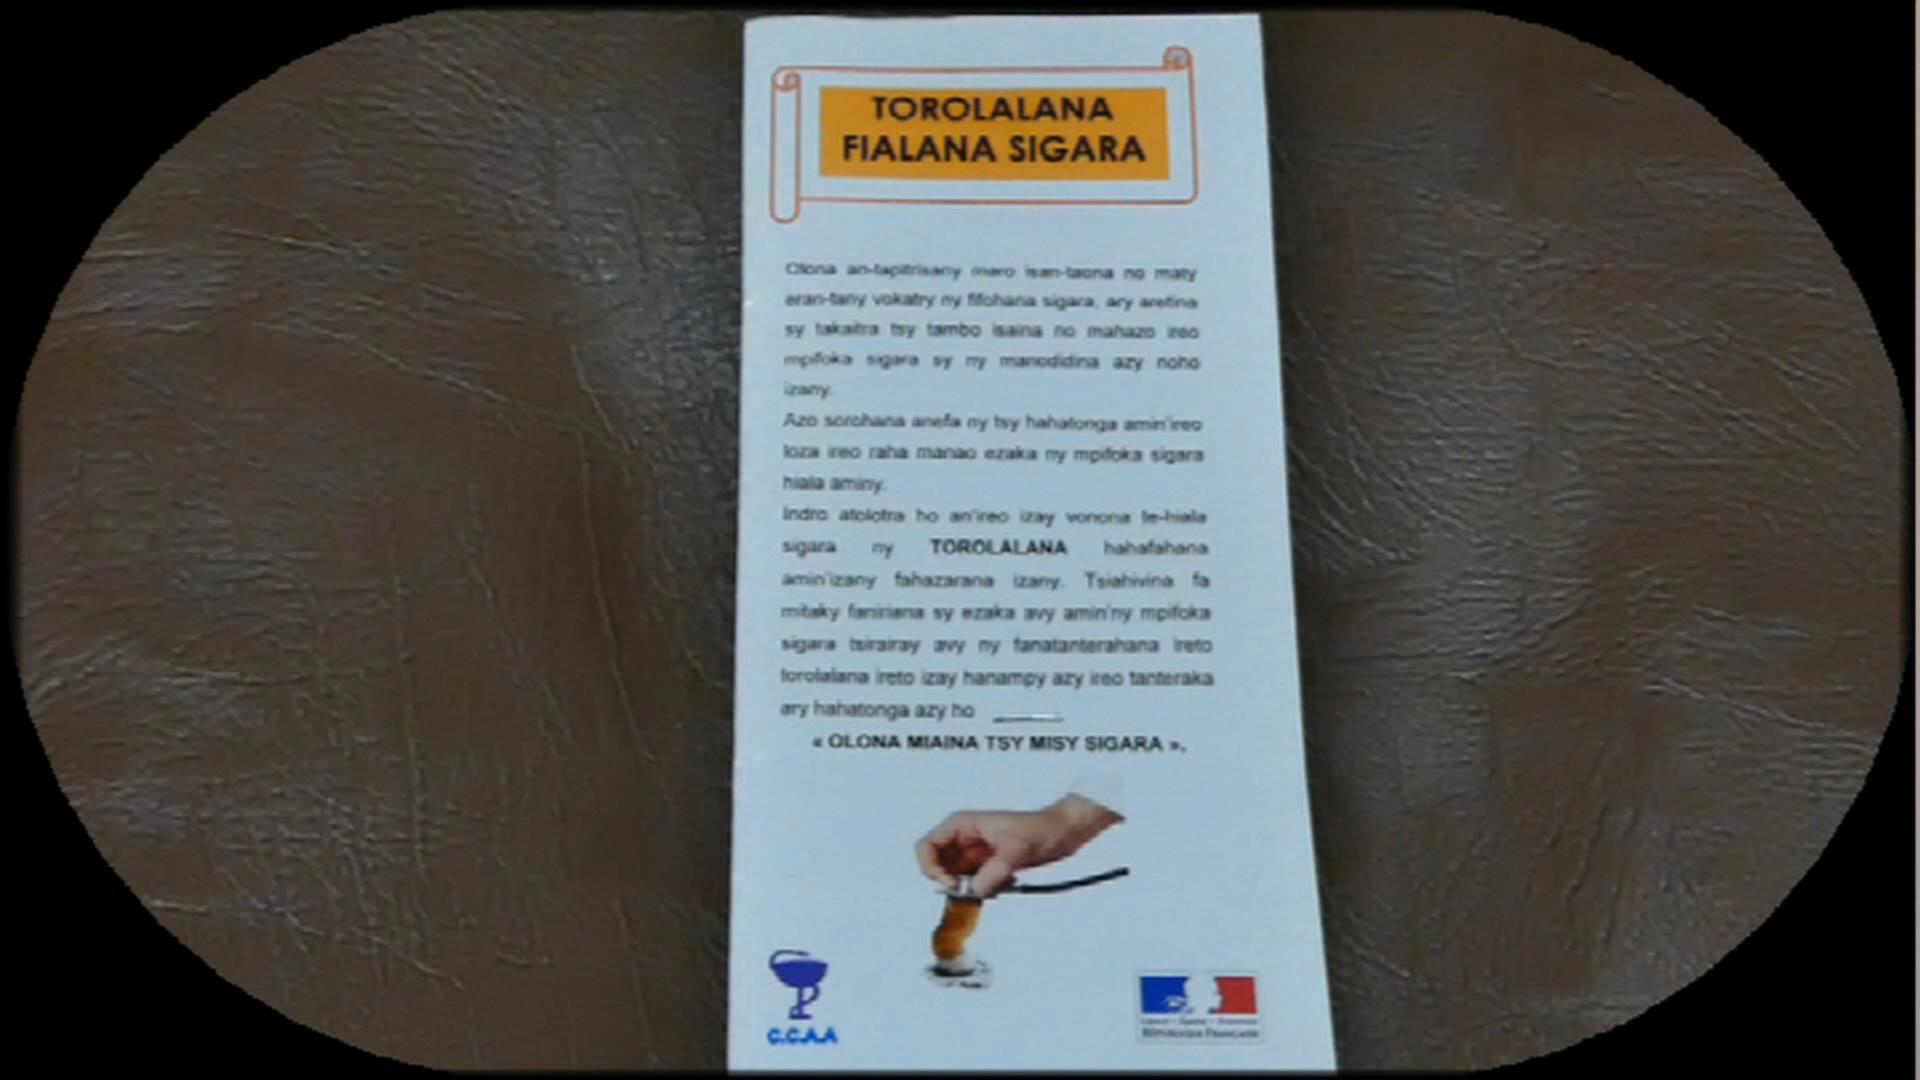 TOROLALANA
FIALANA SIGARA
Olona an-tapitrisany maro isan-taona no maty
eran-tany vokatry ny fifohana sigara, ary aretina
sy takaitra tsy tambo isaina no mahazo ireo
mpifoka sigara sy ny manodidina azy noho
izany.
Azo sorohana anefa ny tsy hahatonga amin'ireo
loza ireo raha manao ezaka ny mpifoka sigara
hiala aminy.
Indro atolotra ho an'ireo izay vonona te-hiala
sigara ny TOROLALANA hahafahana
amin'izany fahazarana izany. Tsiahivina fa
mitaky faniriana sy ezaka avy amin'ny mpifoka
sigara tsirairay avy ny fanatanterahana ireto
torolalana ireto izay hanampy azy ireo tanteraka
ary hahatonga azy ho
« OLONA MIAINA TSY MISY SIGARA ».
C.C.A.A
RÉPUBLIQUE FRANÇAISE